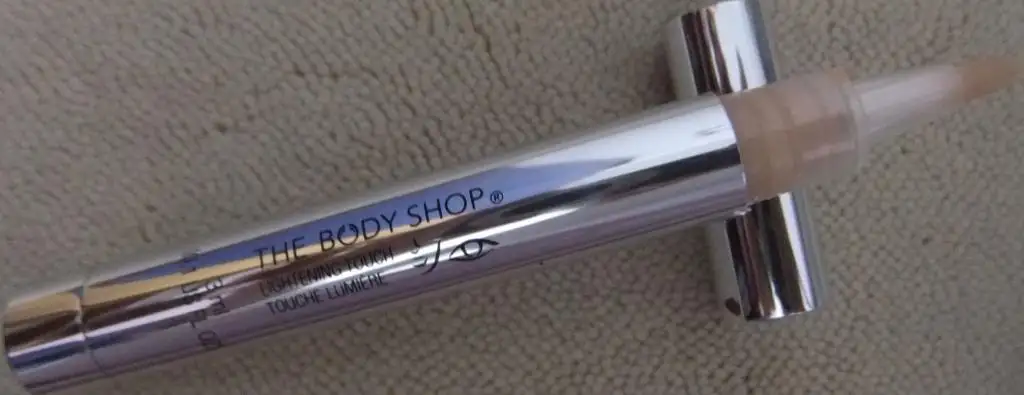 THE BODY SHOP®
LIGHTENING TOUCH
TOUCHE LUMIÈRE